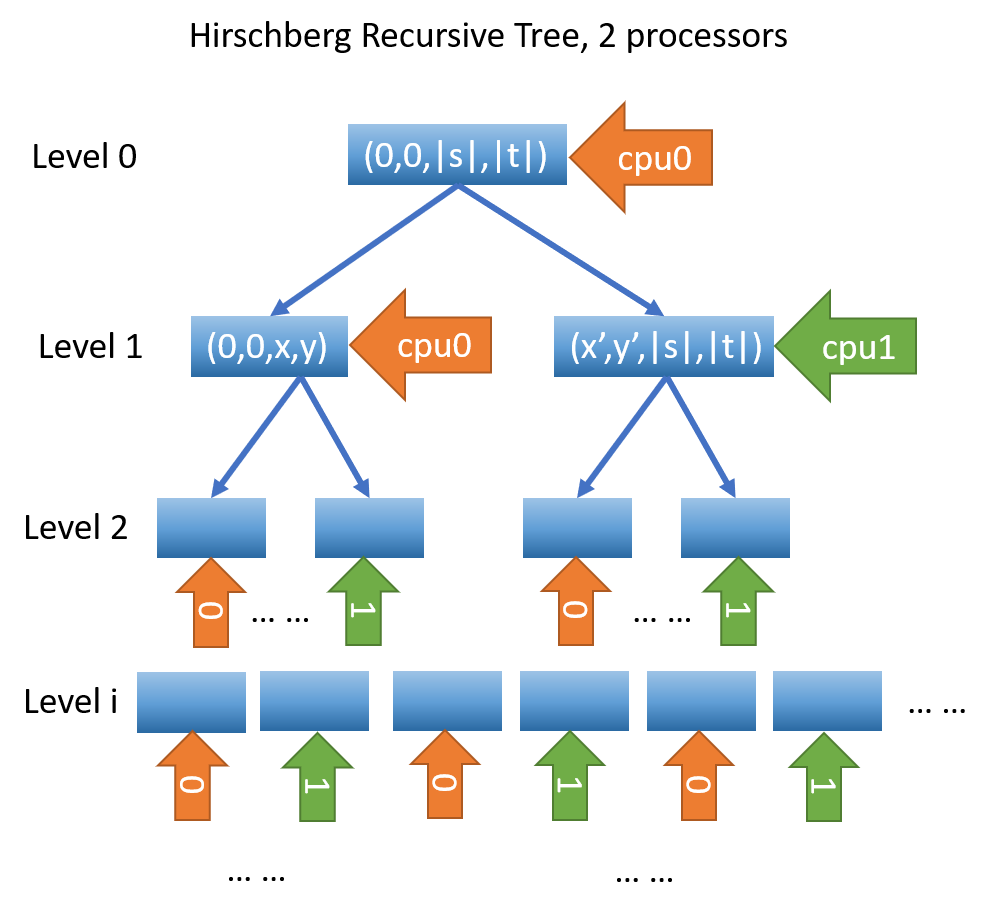 Hirschberg Recursive Tree, 2 processors
Level 0
(0,0,|s|,|t|)
cpu0
Level 1
(0,0,x,y)
cpu0
(x’,y’,|s|,|t|)
cpu1
Level 2
0
... ...
1
0
... ...
1
Level i
... ...
0
1
0
1
0
1
... ...
... ...